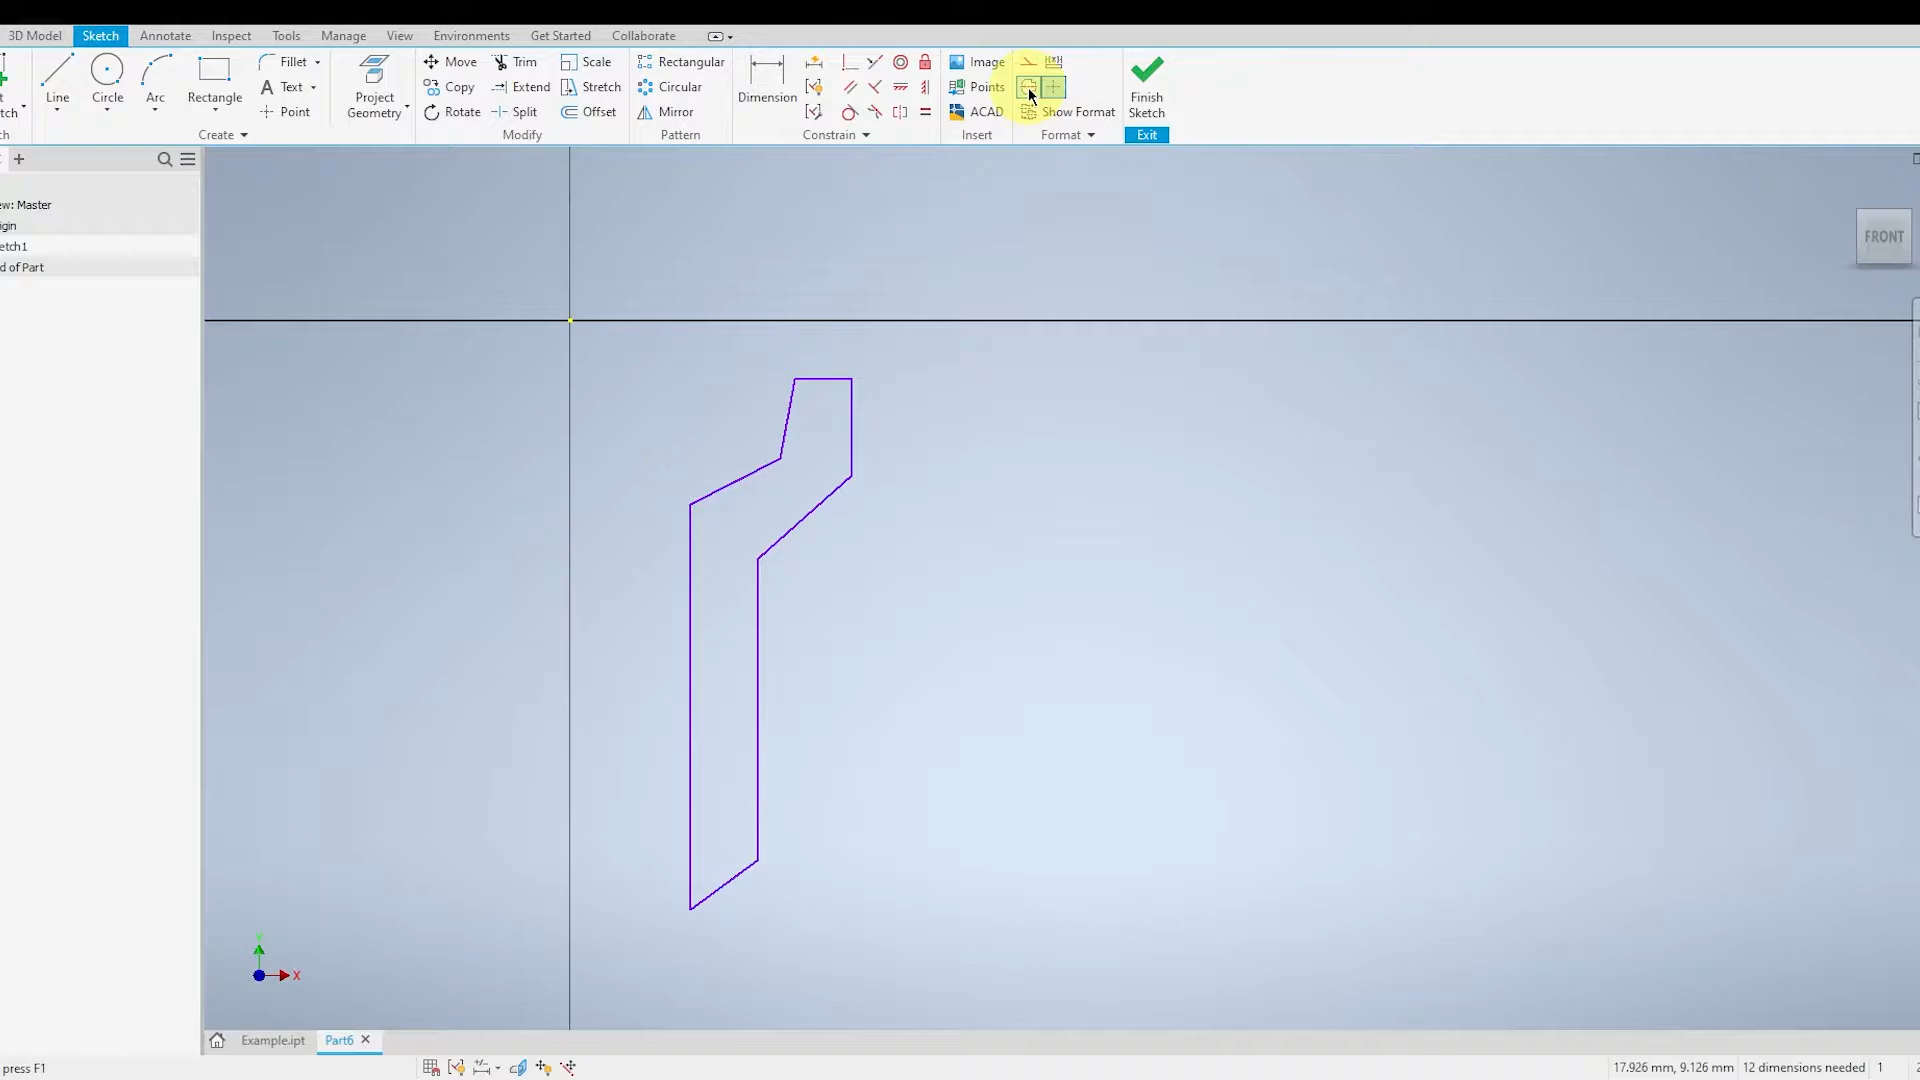 3D Model Sketch Annotate Inspect Tools Manage View Environments Get Started Collaborate
Line Circle Arc Rectangle Fillet Text Point
Create
Project Geometry
Move Copy Rotate Trim Extend Split Scale Stretch Offset
Modify
Rectangular Circular Mirror
Pattern
Dimension
Constrain
Image Points ACAD
Insert
Show Format
Format
Finish Sketch
Exit
ew: Master
igin
etch1
d of Part
FRONT
Y
X
Example.ipt Part6
press F1
17.926 mm, 9.126 mm 12 dimensions needed 1